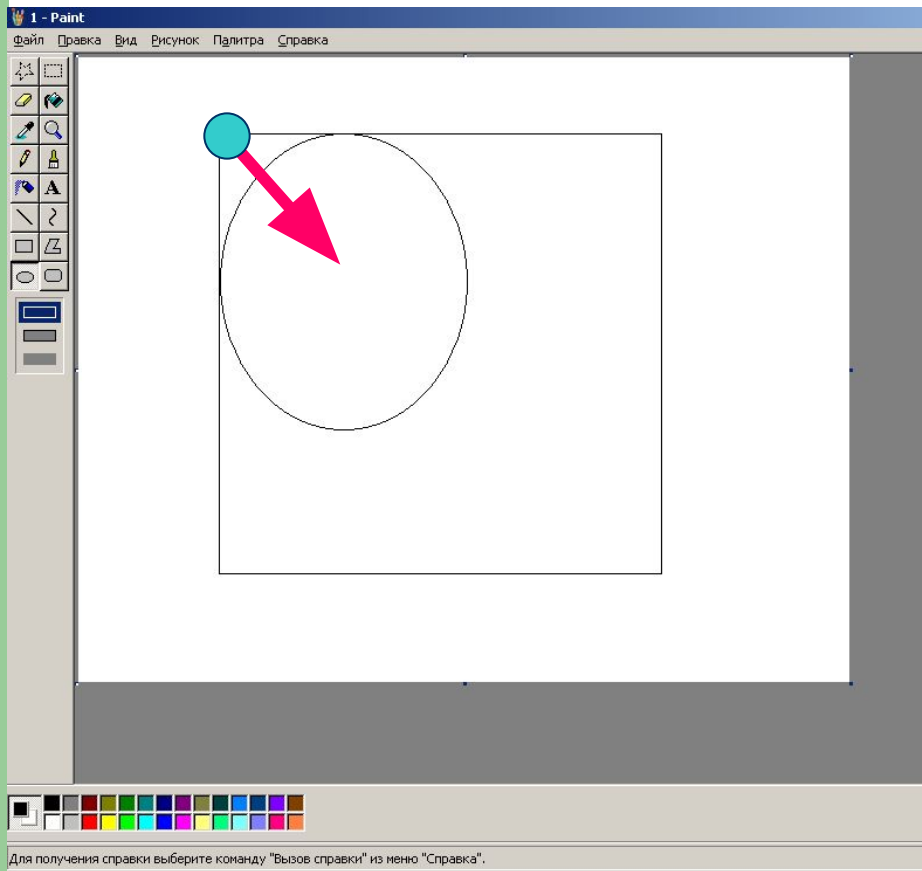 1 - Paint
Файл Правка Вид Рисунок Палитра Справка
A
Для получения справки выберите команду "Вызов справки" из меню "Справка".